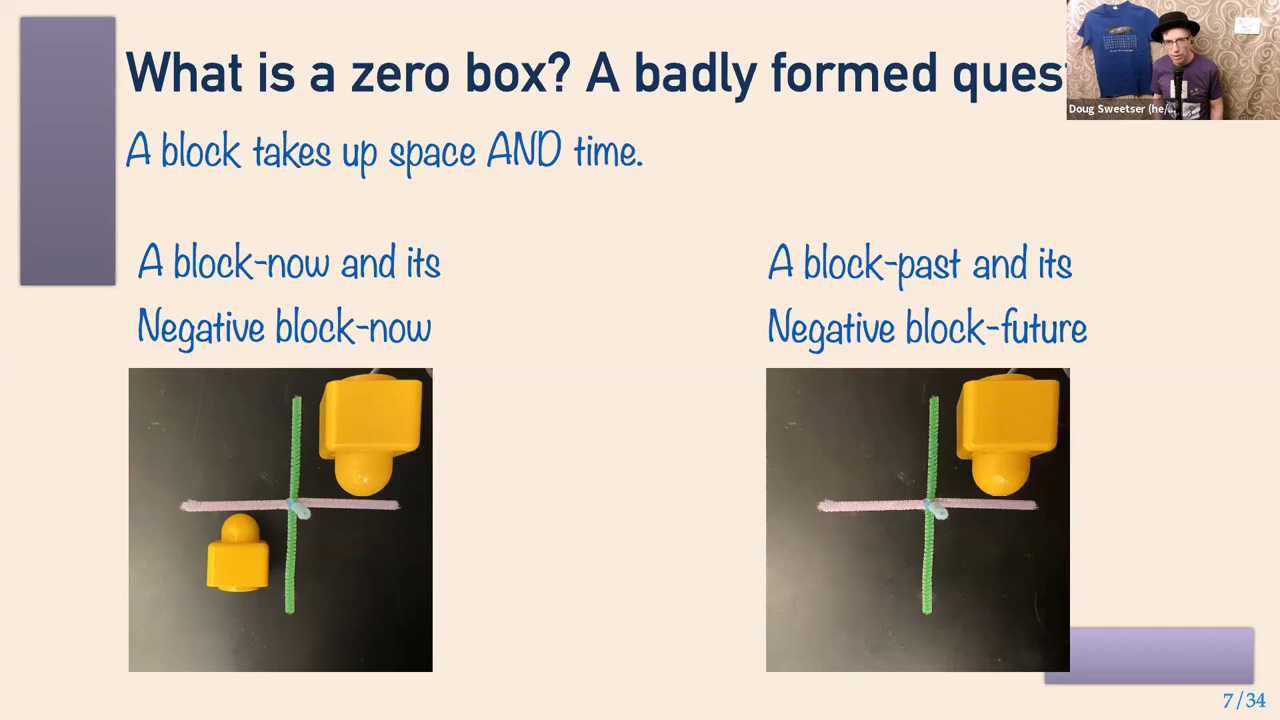 What is a zero box? A badly formed ques
Doug Sweetser (he/...
A block takes up space AND time.
A block-now and its
Negative block-now
A block-past and its
Negative block-future
7/34